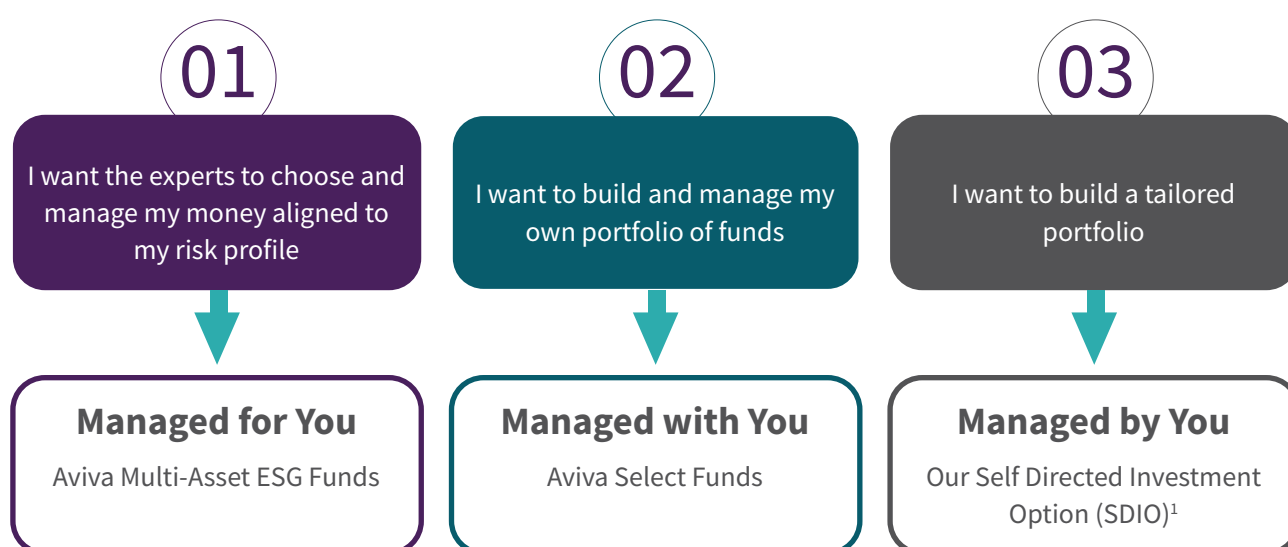 01
I want the experts to choose and
manage my money aligned to
my risk profile
Managed for You
Aviva Multi-Asset ESG Funds
02
I want to build and manage my
own portfolio of funds
Managed with You
Aviva Select Funds
03
I want to build a tailored
portfolio
Managed by You
Our Self Directed Investment
Option (SDIO)¹